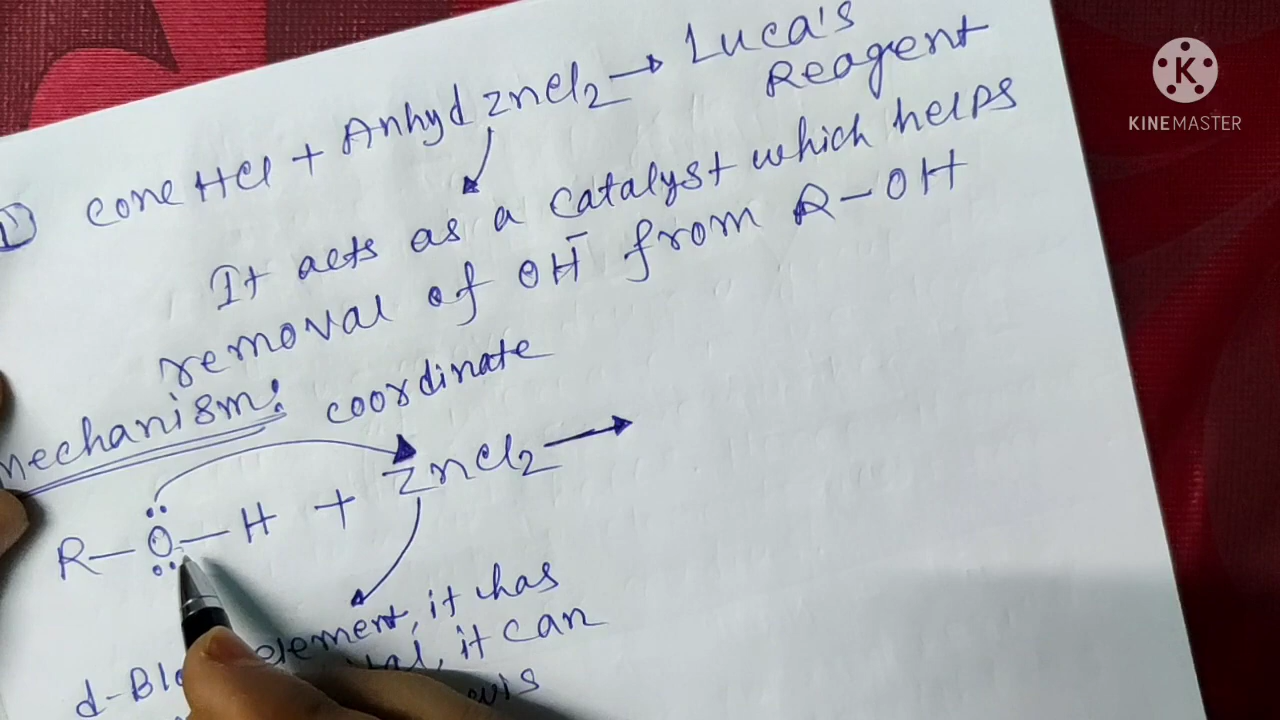 conc HCl + Anhyd ZnCl2 → Luca's
Reagent
It acts as a catalyst which helps
removal of OH̄ from R-OH
mechanism: coordinate
R-O-H + ZnCl2 →
element, it has
it can
K
KINEMASTER